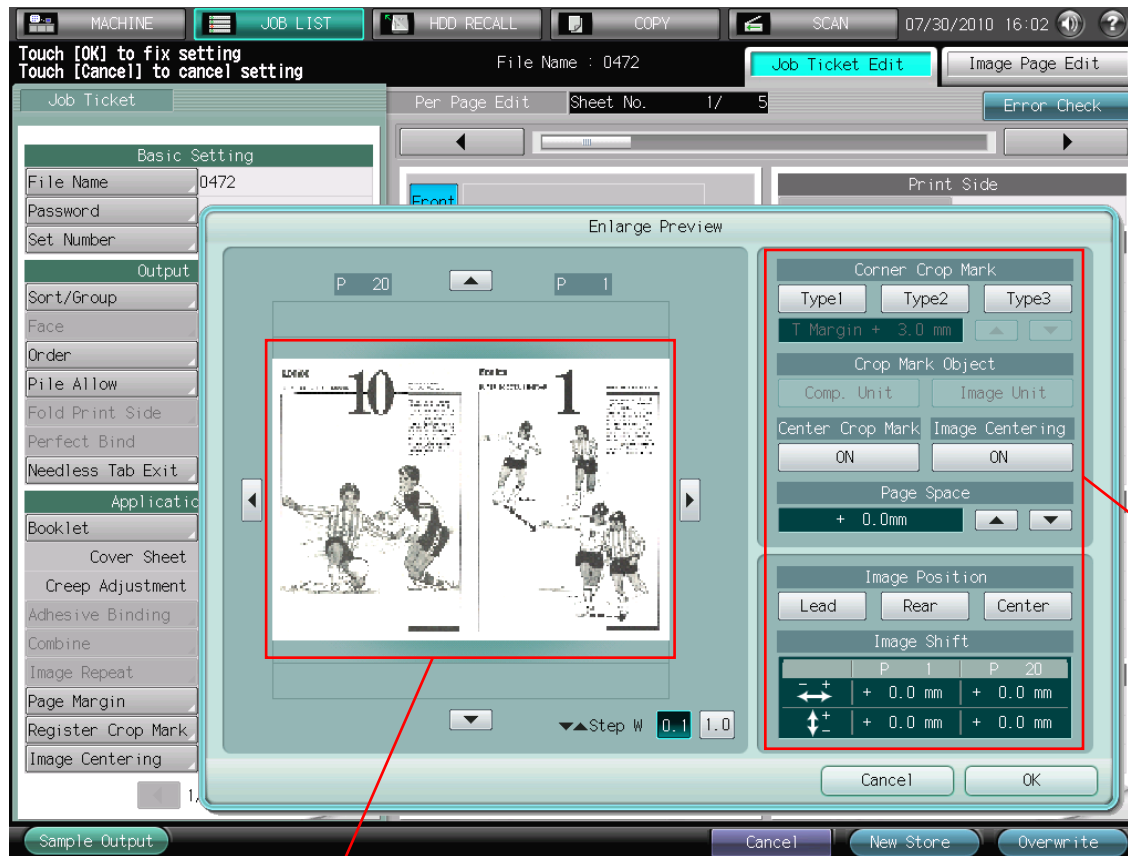 MACHINE
JOB LIST
HDD RECALL
COPY
SCAN
07/30/2010 16:02
?
Touch [OK] to fix setting
Touch [Cancel] to cancel setting
File Name : 0472
Job Ticket Edit
Image Page Edit
Job Ticket
Per Page Edit
Sheet No. 1/ 5
Error Check
Basic Setting
File Name
0472
Password
Set Number
Output
Sort/Group
Face
Order
Pile Allow
Fold Print Side
Perfect Bind
Needless Tab Exit
Booklet
Cover Sheet
Creep Adjustment
Adhesive Binding
Combine
Image Repeat
Page Margin
Register Crop Mark
Image Centering
1/
Front
Print Side
Enlarge Preview
P 20
P 1
10
1
Step W
0.1
1.0
Corner Crop Mark
Type1
Type2
Type3
T Margin + 3.0 mm
Crop Mark Object
Comp. Unit
Image Unit
Center Crop Mark
Image Centering
ON
ON
Page Space
+ 0.0mm
Image Position
Lead
Rear
Center
Image Shift
P 1
P 20
- +
+ 0.0 mm
+ 0.0 mm
+ -
+ 0.0 mm
+ 0.0 mm
Cancel
OK
Sample Output
Cancel
New Store
Overwrite